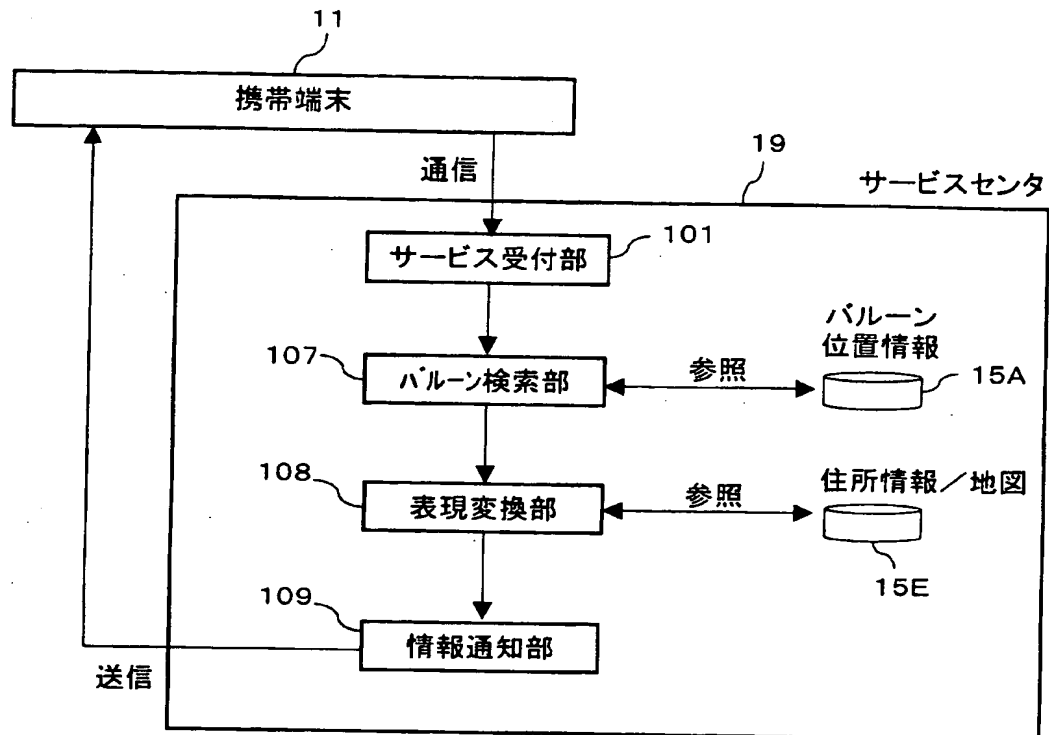 11
携帯端末
通信
19
サービスセンタ
サービス受付部
101
バルーン
位置情報
107
バルーン検索部
参照
15A
108
表現変換部
参照
住所情報/地図
15E
109
情報通知部
送信